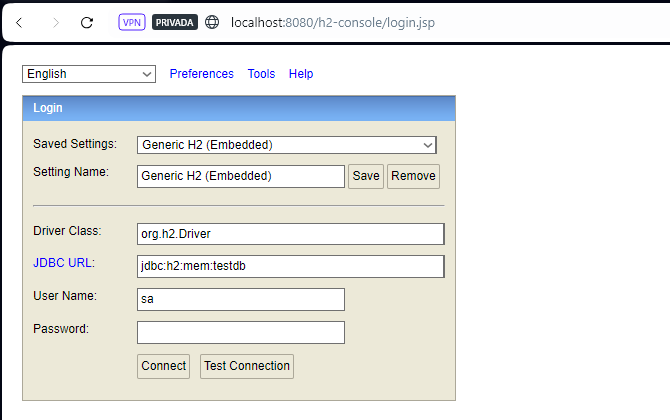 VPN PRIVADA localhost:8080/h2-console/login.jsp
English Preferences Tools Help
Login
Saved Settings: Generic H2 (Embedded)
Setting Name: Generic H2 (Embedded) Save Remove
Driver Class: org.h2.Driver
JDBC URL: jdbc:h2:mem:testdb
User Name: sa
Password:
Connect Test Connection